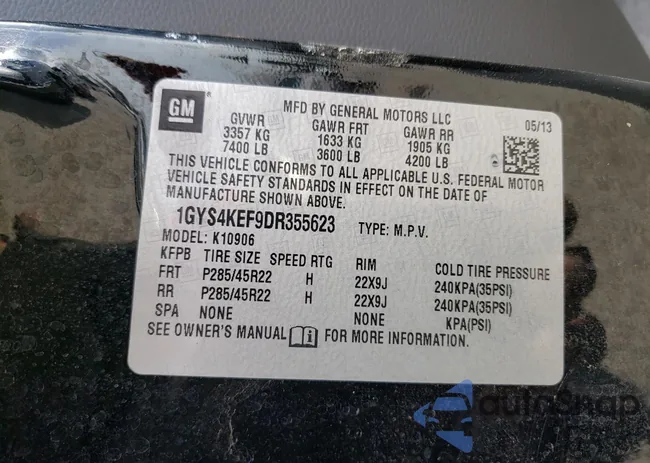 GM
MFD BY GENERAL MOTORS LLC
GVWR GAWR FRT GAWR RR 05/13
3357 KG 1633 KG 1905 KG
7400 LB 3600 LB 4200 LB
THIS VEHICLE CONFORMS TO ALL APPLICABLE U.S. FEDERAL MOTOR
VEHICLE SAFETY STANDARDS IN EFFECT ON THE DATE OF
MANUFACTURE SHOWN ABOVE.
1GYS4KEF9DR355623 TYPE: M.P.V.
MODEL: K10906
KFPB TIRE SIZE SPEED RTG RIM COLD TIRE PRESSURE
FRT P285/45R22 H 22X9J 240KPA(35PSI)
RR P285/45R22 H 22X9J 240KPA(35PSI)
SPA NONE NONE KPA(PSI)
SEE OWNER'S MANUAL FOR MORE INFORMATION.
autoSnap